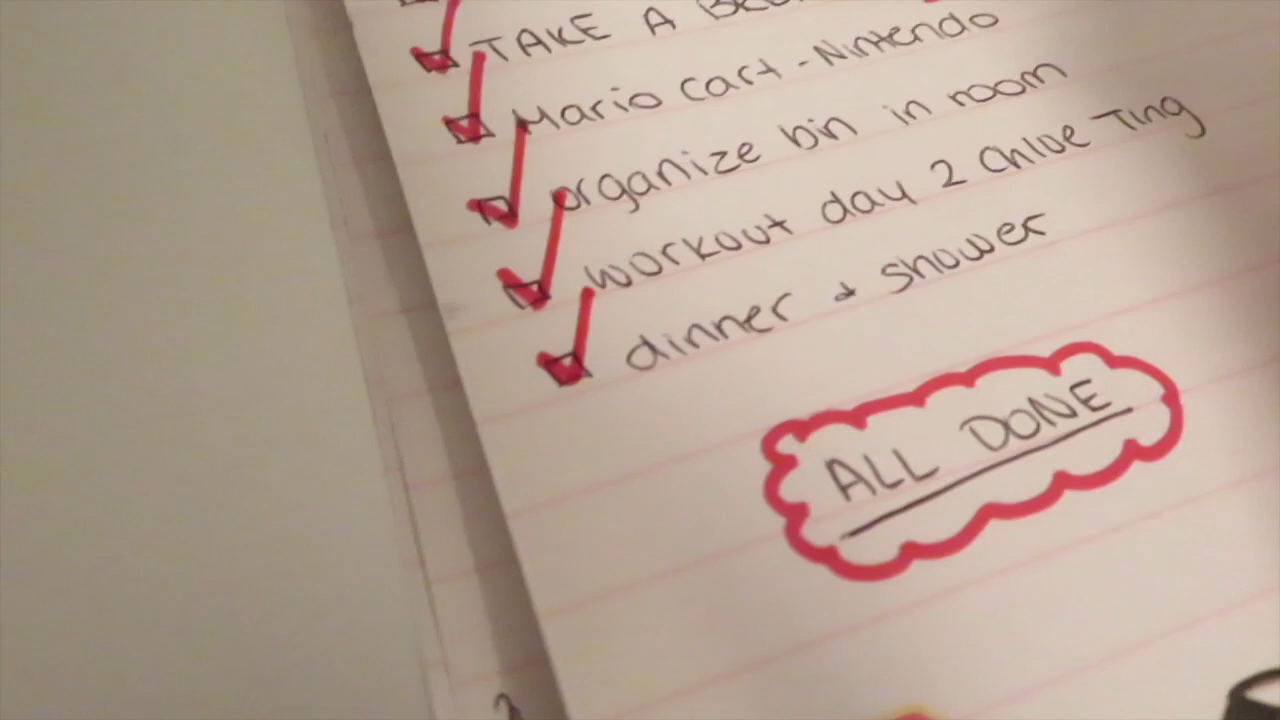 TAKE A
Mario Cart - Nintendo
organize bin in room
workout day 2 Chloe Ting
dinner & shower
ALL DONE